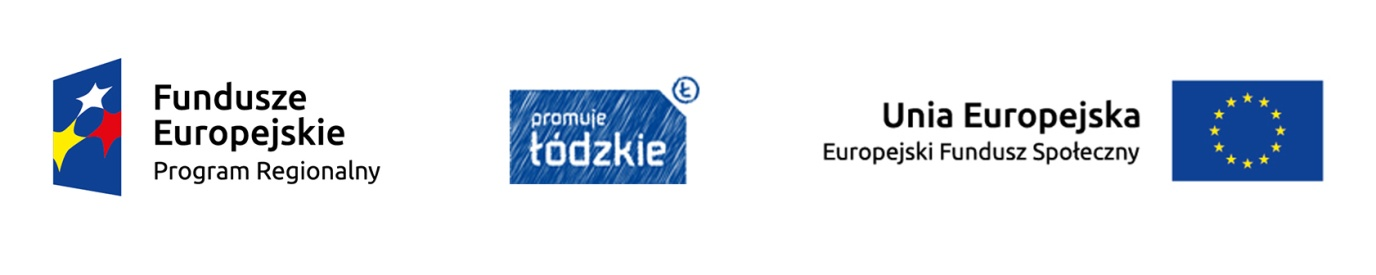 Fundusze
Europejskie
Program Regionalny
Ł
promuje
łódzkie
Unia Europejska
Europejski Fundusz Społeczny